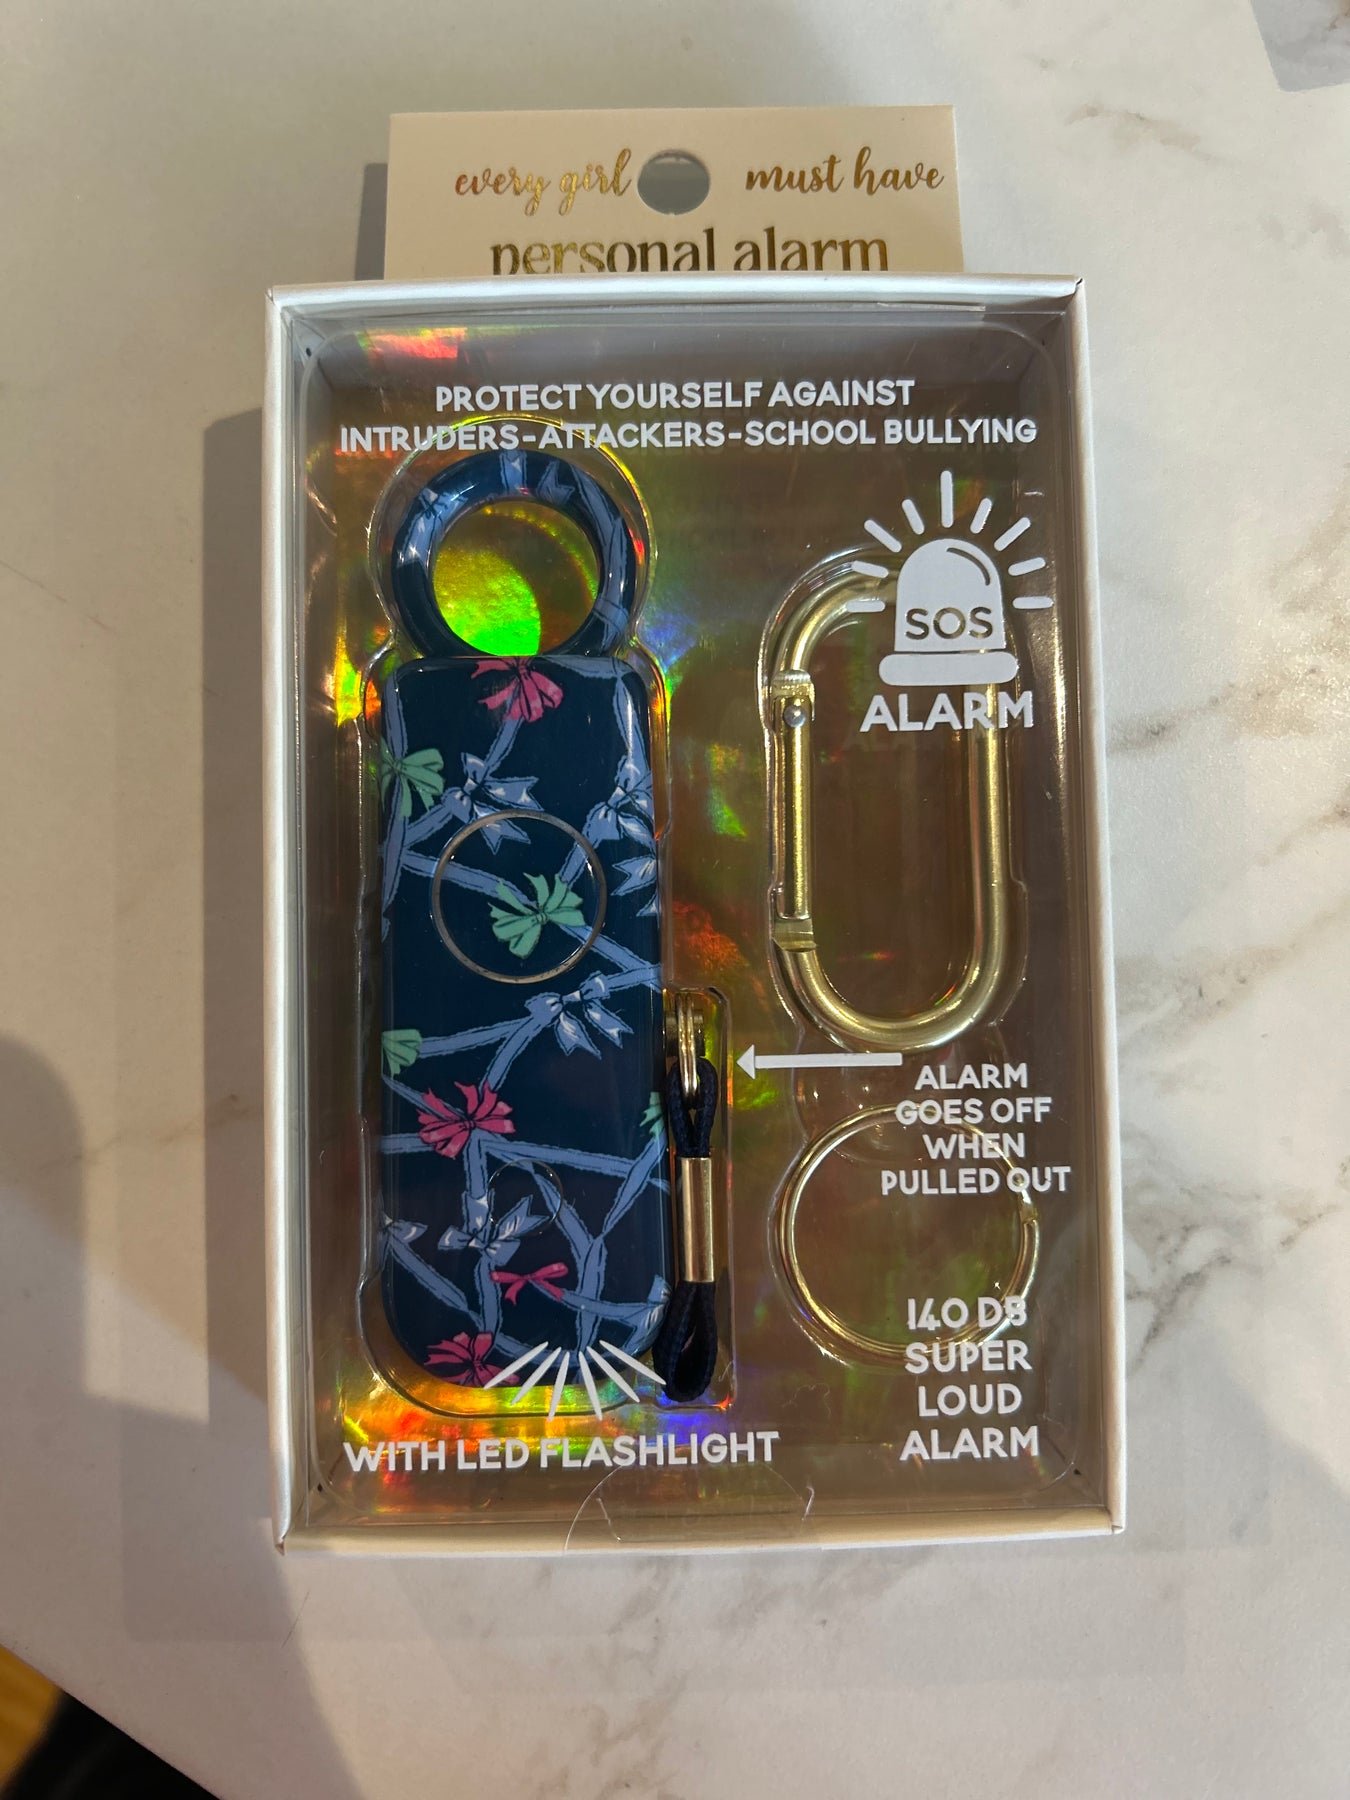 every girl must have
personal alarm
PROTECT YOURSELF AGAINST
INTRUDERS-ATTACKERS-SCHOOL BULLYING
SOS
ALARM
ALARM
GOES OFF
WHEN
PULLED OUT
140 DB
SUPER
LOUD
ALARM
WITH LED FLASHLIGHT